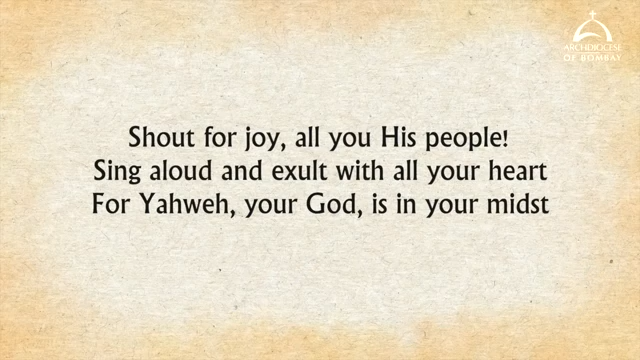 ARCHDIOCESE
OF BOMBAY
Shout for joy, all you His people!
Sing aloud and exult with all your heart
For Yahweh, your God, is in your midst